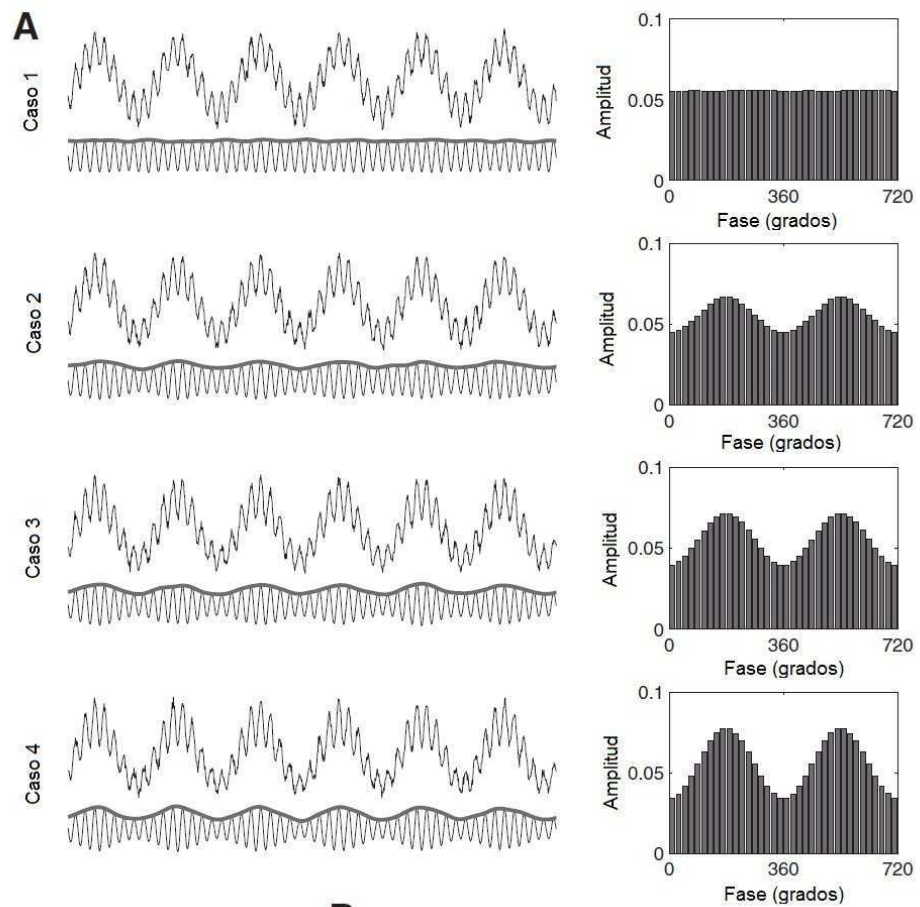 A
Caso 1
0.1
0.05
0
Amplitud
0 360 720
Fase (grados)
Caso 2
0.1
0.05
0
Amplitud
0 360 720
Fase (grados)
Caso 3
0.1
0.05
0
Amplitud
0 360 720
Fase (grados)
Caso 4
0.1
0.05
0
Amplitud
0 360 720
Fase (grados)